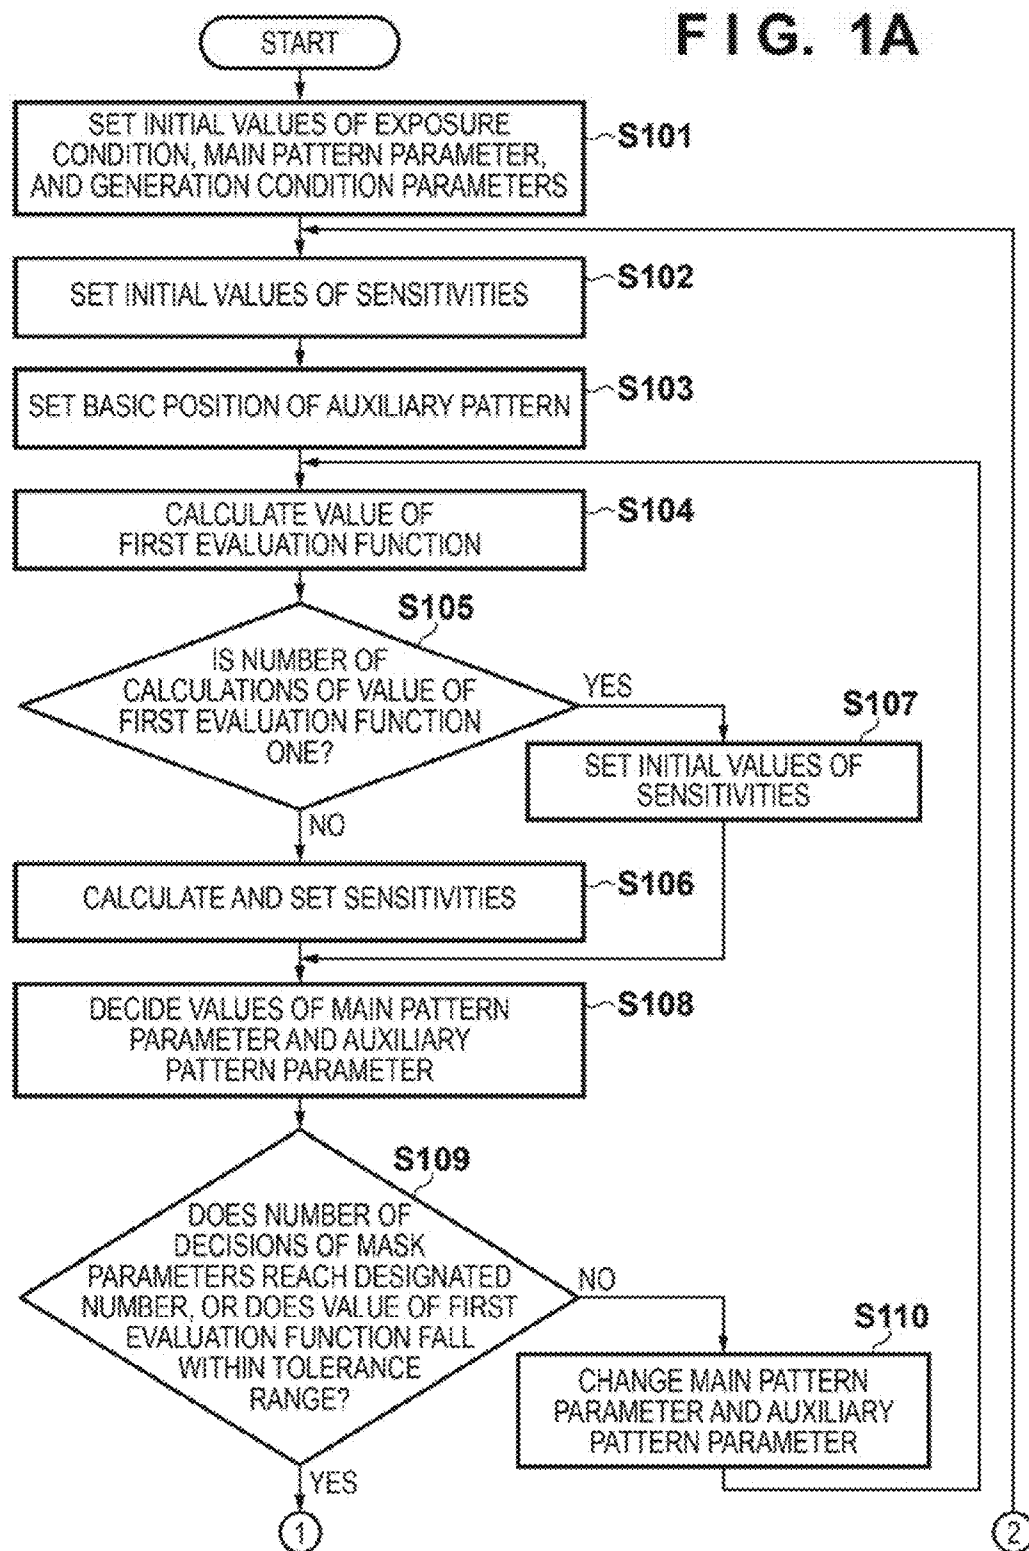 FIG. 1A
START
SET INITIAL VALUES OF EXPOSURE
CONDITION, MAIN PATTERN PARAMETER,
AND GENERATION CONDITION PARAMETERS
S101
SET INITIAL VALUES OF SENSITIVITIES
S102
SET BASIC POSITION OF AUXILIARY PATTERN
S103
CALCULATE VALUE OF
FIRST EVALUATION FUNCTION
S104
S105
IS NUMBER OF
CALCULATIONS OF VALUE OF
FIRST EVALUATION FUNCTION
ONE?
YES
NO
S107
SET INITIAL VALUES OF
SENSITIVITIES
CALCULATE AND SET SENSITIVITIES
S106
DECIDE VALUES OF MAIN PATTERN
PARAMETER AND AUXILIARY
PATTERN PARAMETER
S108
S109
DOES NUMBER OF
DECISIONS OF MASK
PARAMETERS REACH DESIGNATED
NUMBER, OR DOES VALUE OF FIRST
EVALUATION FUNCTION FALL
WITHIN TOLERANCE
RANGE?
NO
S110
CHANGE MAIN PATTERN
PARAMETER AND AUXILIARY
PATTERN PARAMETER
YES
1
2